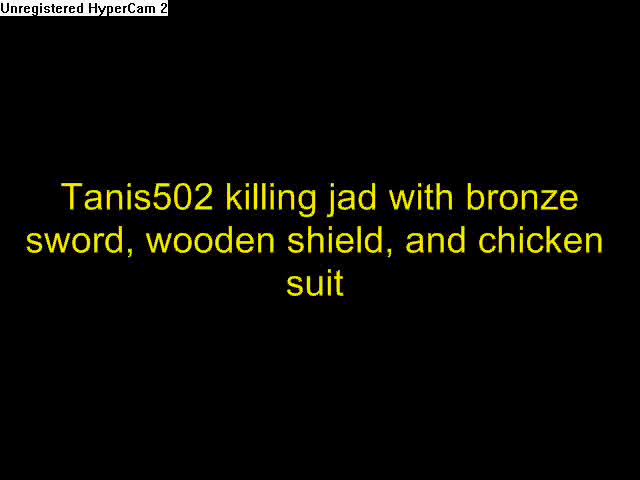 Unregistered HyperCam 2
Tanis502 killing jad with bronze
sword, wooden shield, and chicken
suit